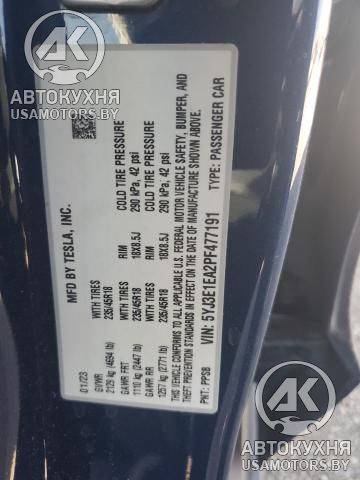 АВТОКУХНЯ
USAMOTORS.BY
MFD BY TESLA, INC.
01/23
GVWR
2129 kg (4694 lb)
WITH TIRES
235/45R18
RIM
18X8.5J
COLD TIRE PRESSURE
290 kPa, 42 psi
GAWR FRT
1110 kg (2447 lb)
WITH TIRES
235/45R18
RIM
18X8.5J
COLD TIRE PRESSURE
290 kPa, 42 psi
GAWR RR
1257 kg (2771 lb)
WITH TIRES
235/45R18
RIM
18X8.5J
COLD TIRE PRESSURE
290 kPa, 42 psi
THIS VEHICLE CONFORMS TO ALL APPLICABLE U.S. FEDERAL MOTOR VEHICLE SAFETY, BUMPER, AND
THEFT PREVENTION STANDARDS IN EFFECT ON THE DATE OF MANUFACTURE SHOWN ABOVE.
PNT: PPSB
VIN: 5YJ3E1EA2PF477191
TYPE: PASSENGER CAR
АВТОКУХНЯ
USAMOTORS.BY